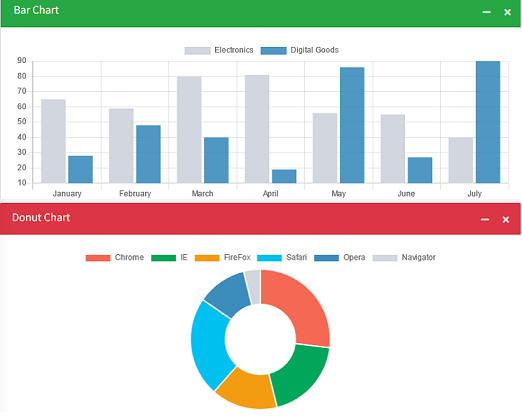 Bar Chart
Electronics Digital Goods
90
80
70
60
50
40
30
20
10
January February March April May June July
Donut Chart
Chrome IE FireFox Safari Opera Navigator